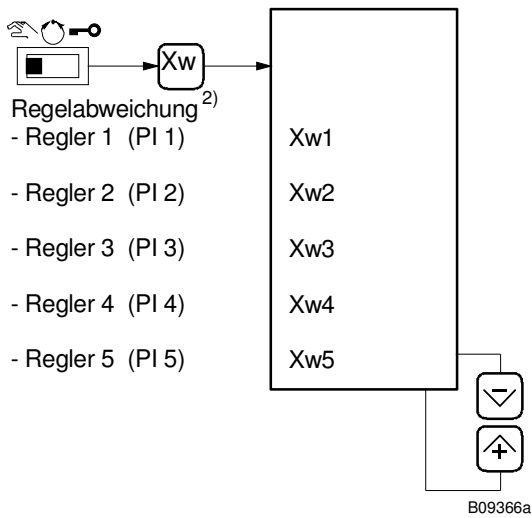 Xw
Regelabweichung 2)
- Regler 1 (PI 1) Xw1
- Regler 2 (PI 2) Xw2
- Regler 3 (PI 3) Xw3
- Regler 4 (PI 4) Xw4
- Regler 5 (PI 5) Xw5
-
+
B09366a